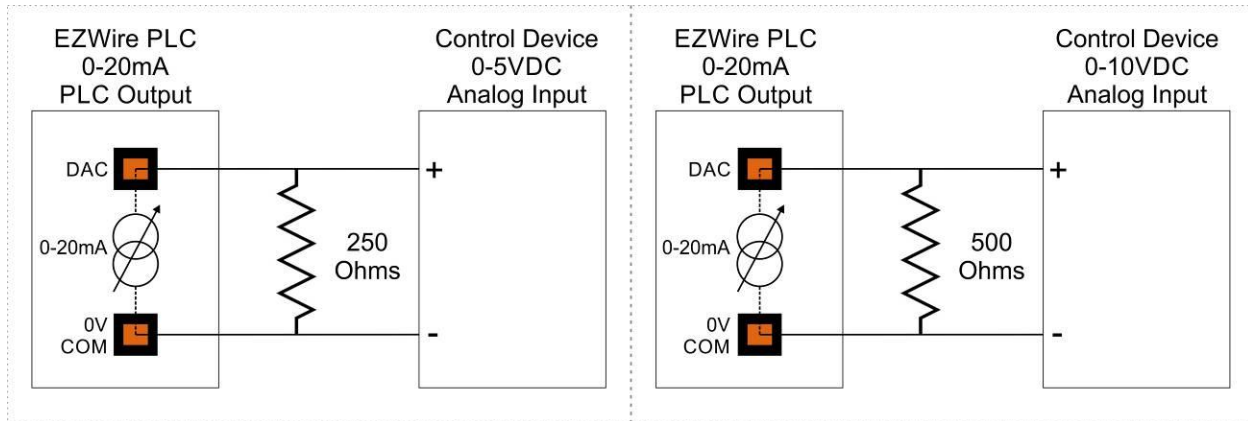 EZWire PLC
0-20mA
PLC Output
Control Device
0-5VDC
Analog Input
DAC
+
0-20mA
250
Ohms
0V
COM
-
EZWire PLC
0-20mA
PLC Output
Control Device
0-10VDC
Analog Input
DAC
+
0-20mA
500
Ohms
0V
COM
-